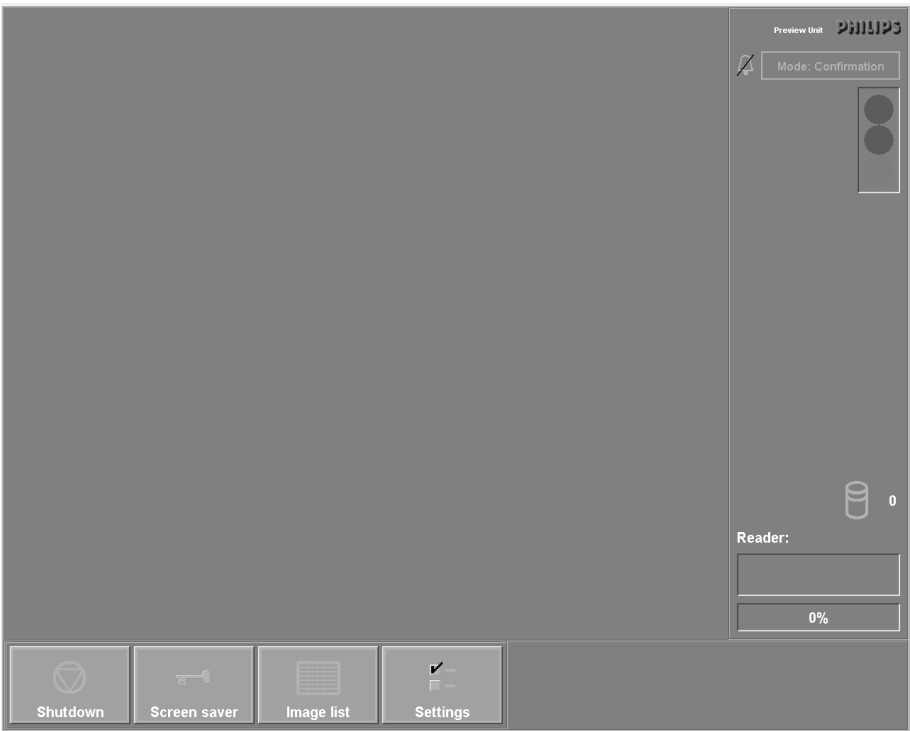 Preview Unit PHILIPS
Mode: Confirmation
0
Reader:
0%
Shutdown
Screen saver
Image list
Settings